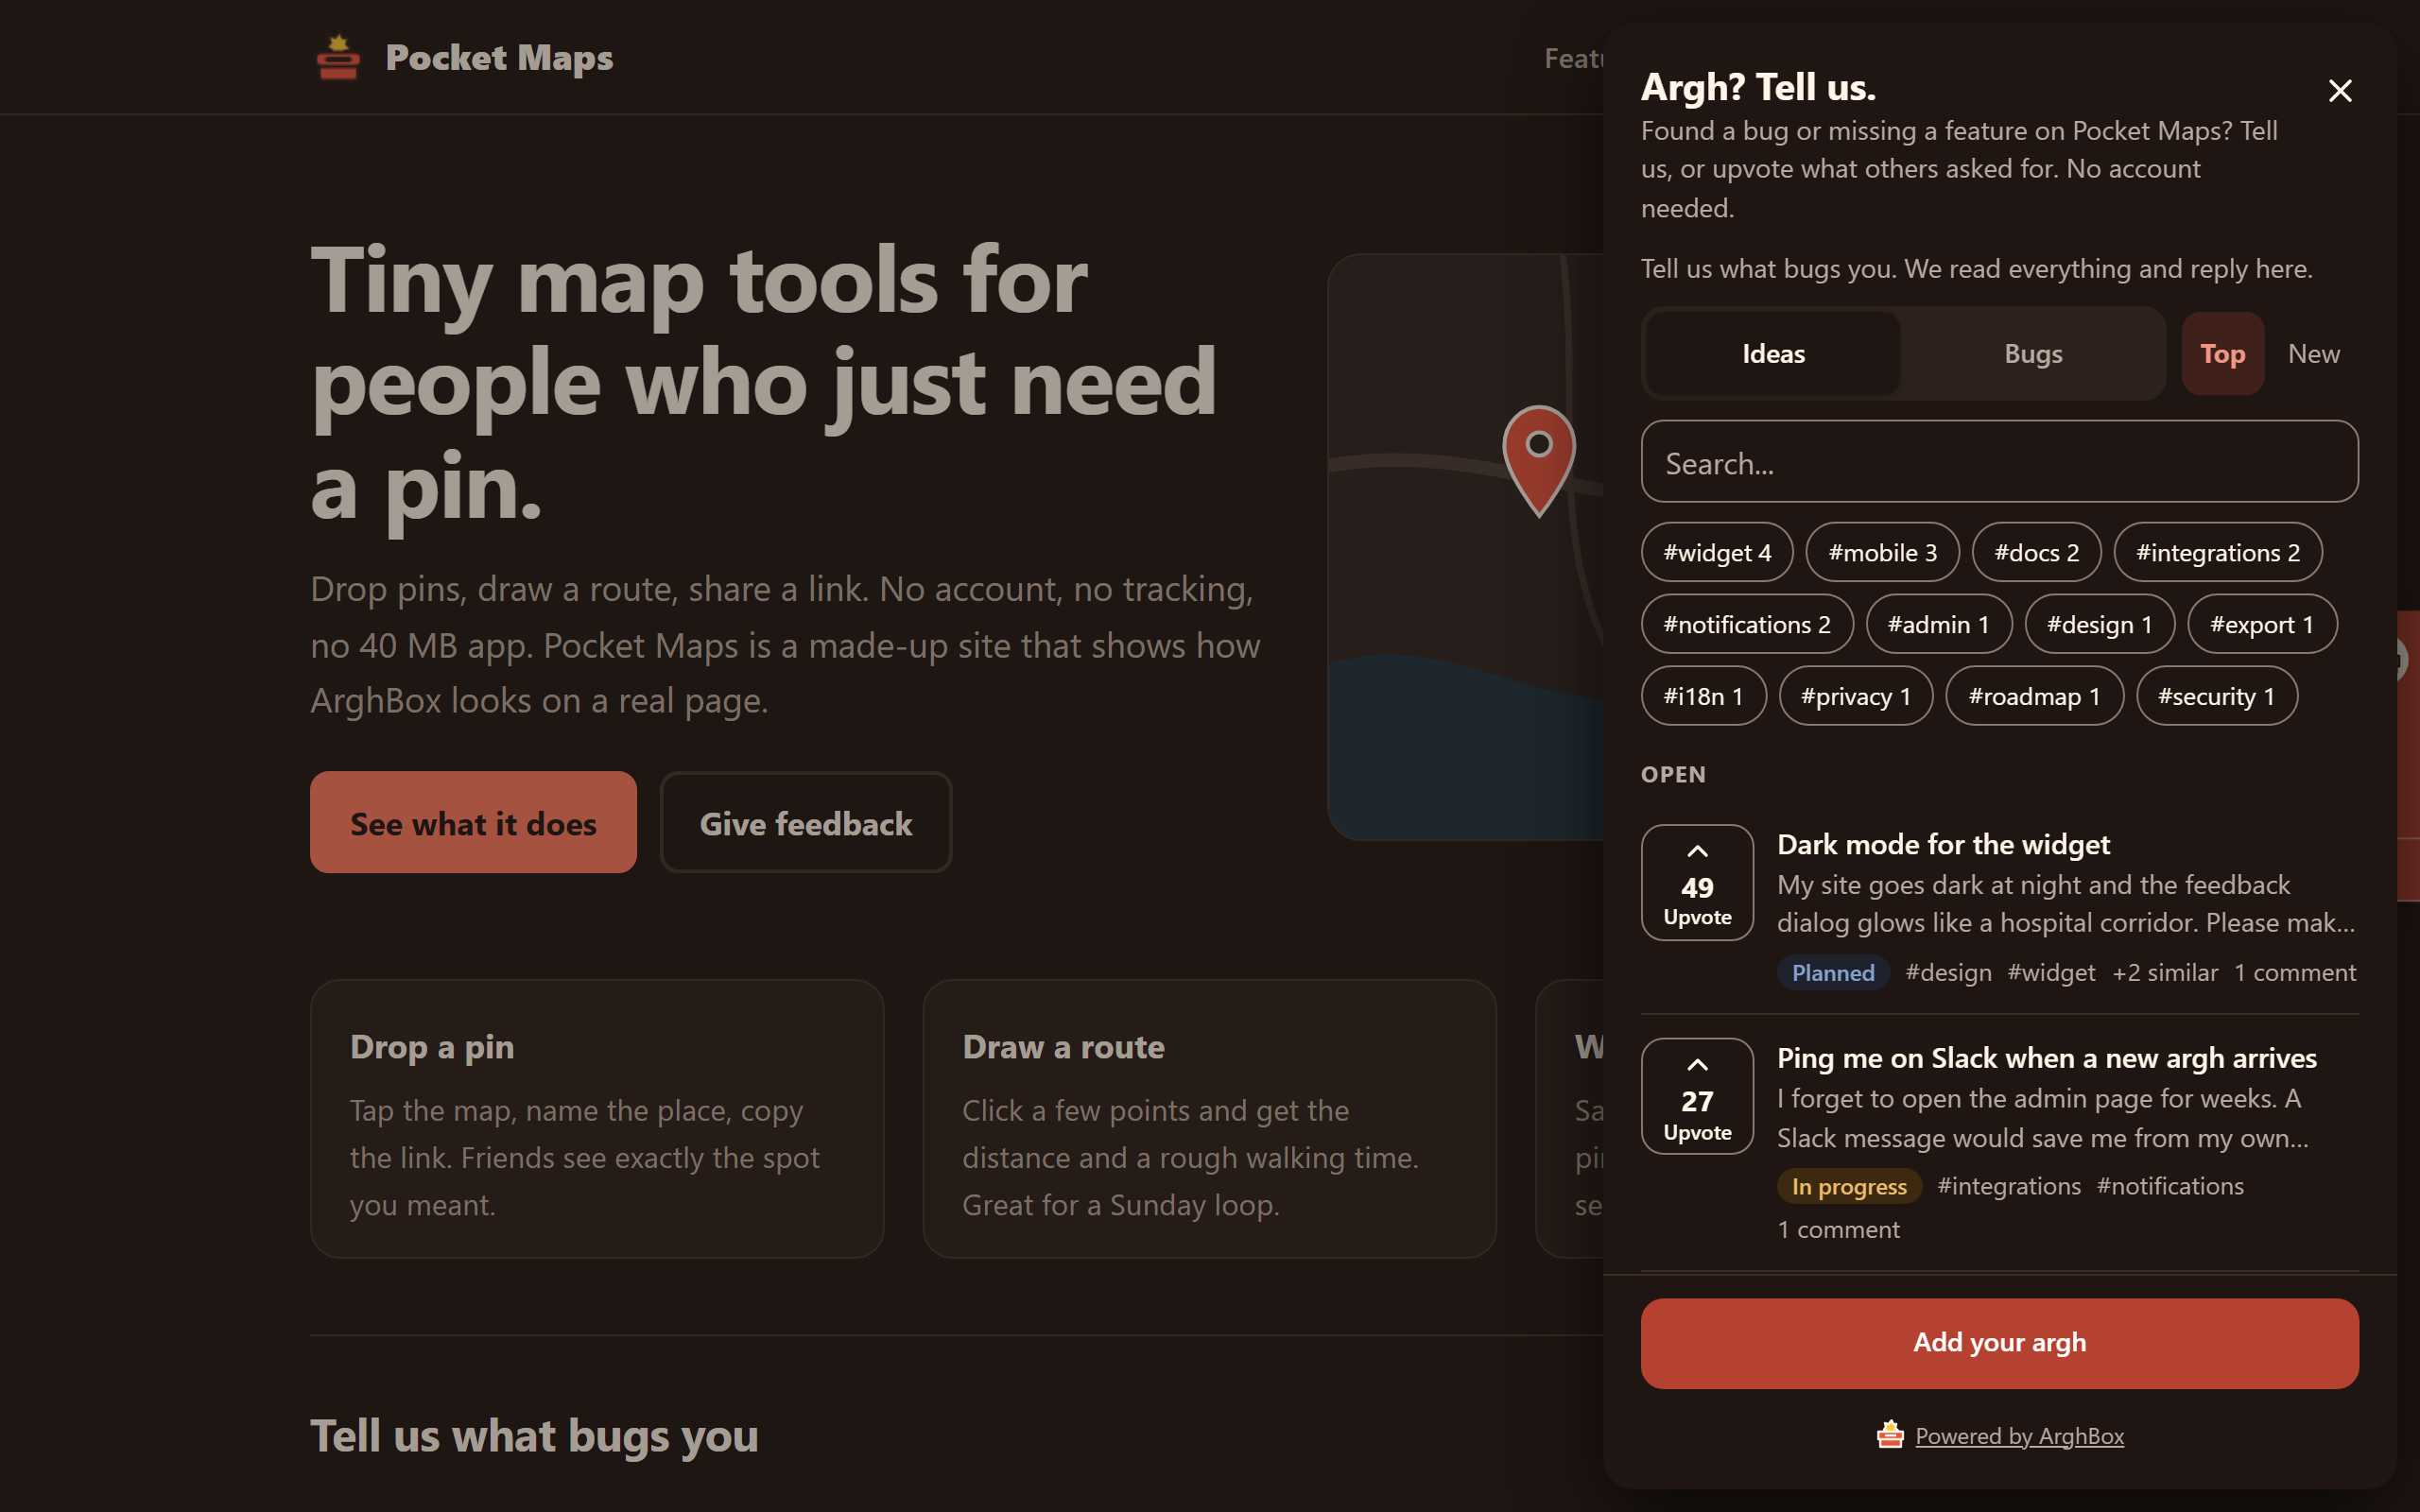 Pocket Maps
Tiny map tools for
people who just need
a pin.
Drop pins, draw a route, share a link. No account, no tracking,
no 40 MB app. Pocket Maps is a made-up site that shows how
ArghBox looks on a real page.
See what it does
Give feedback
Drop a pin
Tap the map, name the place, copy
the link. Friends see exactly the spot
you meant.
Draw a route
Click a few points and get the
distance and a rough walking time.
Great for a Sunday loop.
Tell us what bugs you
Argh? Tell us.
Found a bug or missing a feature on Pocket Maps? Tell
us, or upvote what others asked for. No account
needed.
Tell us what bugs you. We read everything and reply here.
Ideas
Bugs
Top
New
Search...
#widget 4
#mobile 3
#docs 2
#integrations 2
#notifications 2
#admin 1
#design 1
#export 1
#i18n 1
#privacy 1
#roadmap 1
#security 1
OPEN
49
Upvote
Dark mode for the widget
My site goes dark at night and the feedback
dialog glows like a hospital corridor. Please mak...
Planned #design #widget +2 similar 1 comment
27
Upvote
Ping me on Slack when a new argh arrives
I forget to open the admin page for weeks. A
Slack message would save me from my own...
In progress #integrations #notifications
1 comment
Add your argh
Powered by ArghBox